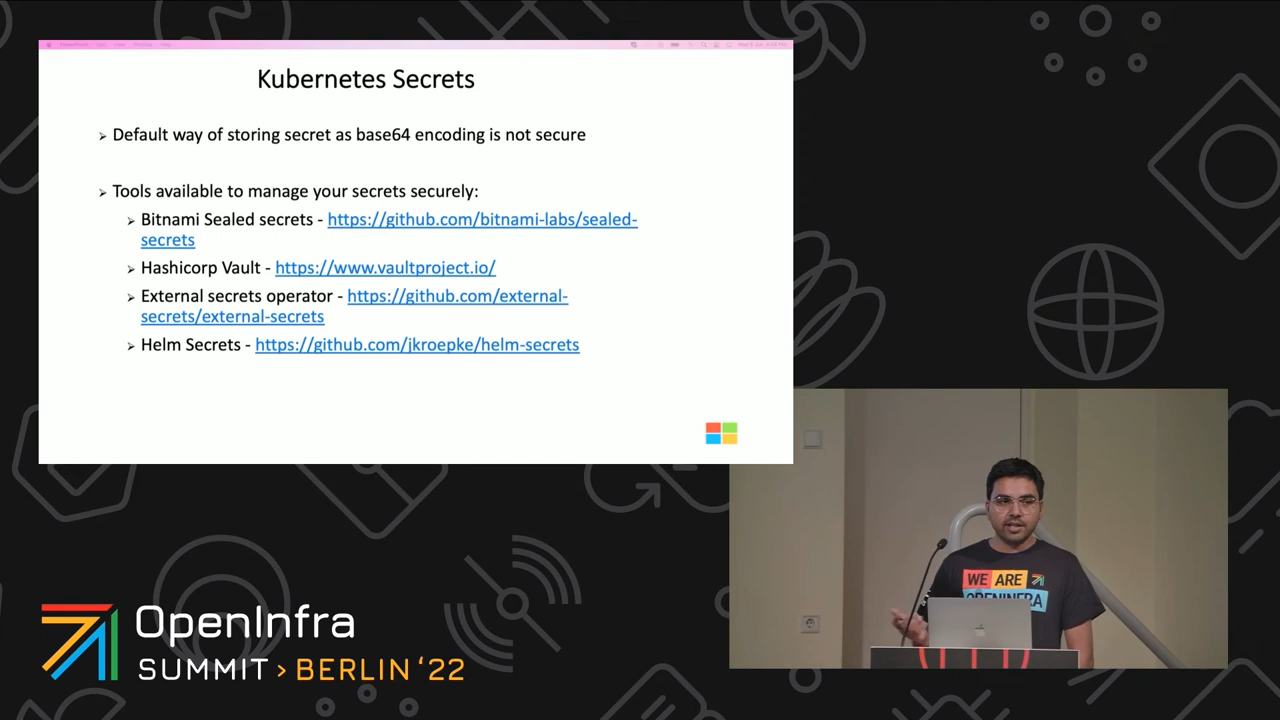 Kubernetes Secrets
➢ Default way of storing secret as base64 encoding is not secure
➢ Tools available to manage your secrets securely:
➢ Bitnami Sealed secrets - https://github.com/bitnami-labs/sealed-
secrets
➢ Hashicorp Vault - https://www.vaultproject.io/
➢ External secrets operator - https://github.com/external-
secrets/external-secrets
➢ Helm Secrets - https://github.com/jkroepke/helm-secrets
WE ARE
OPENINFRA
OpenInfra
SUMMIT > BERLIN ‘22